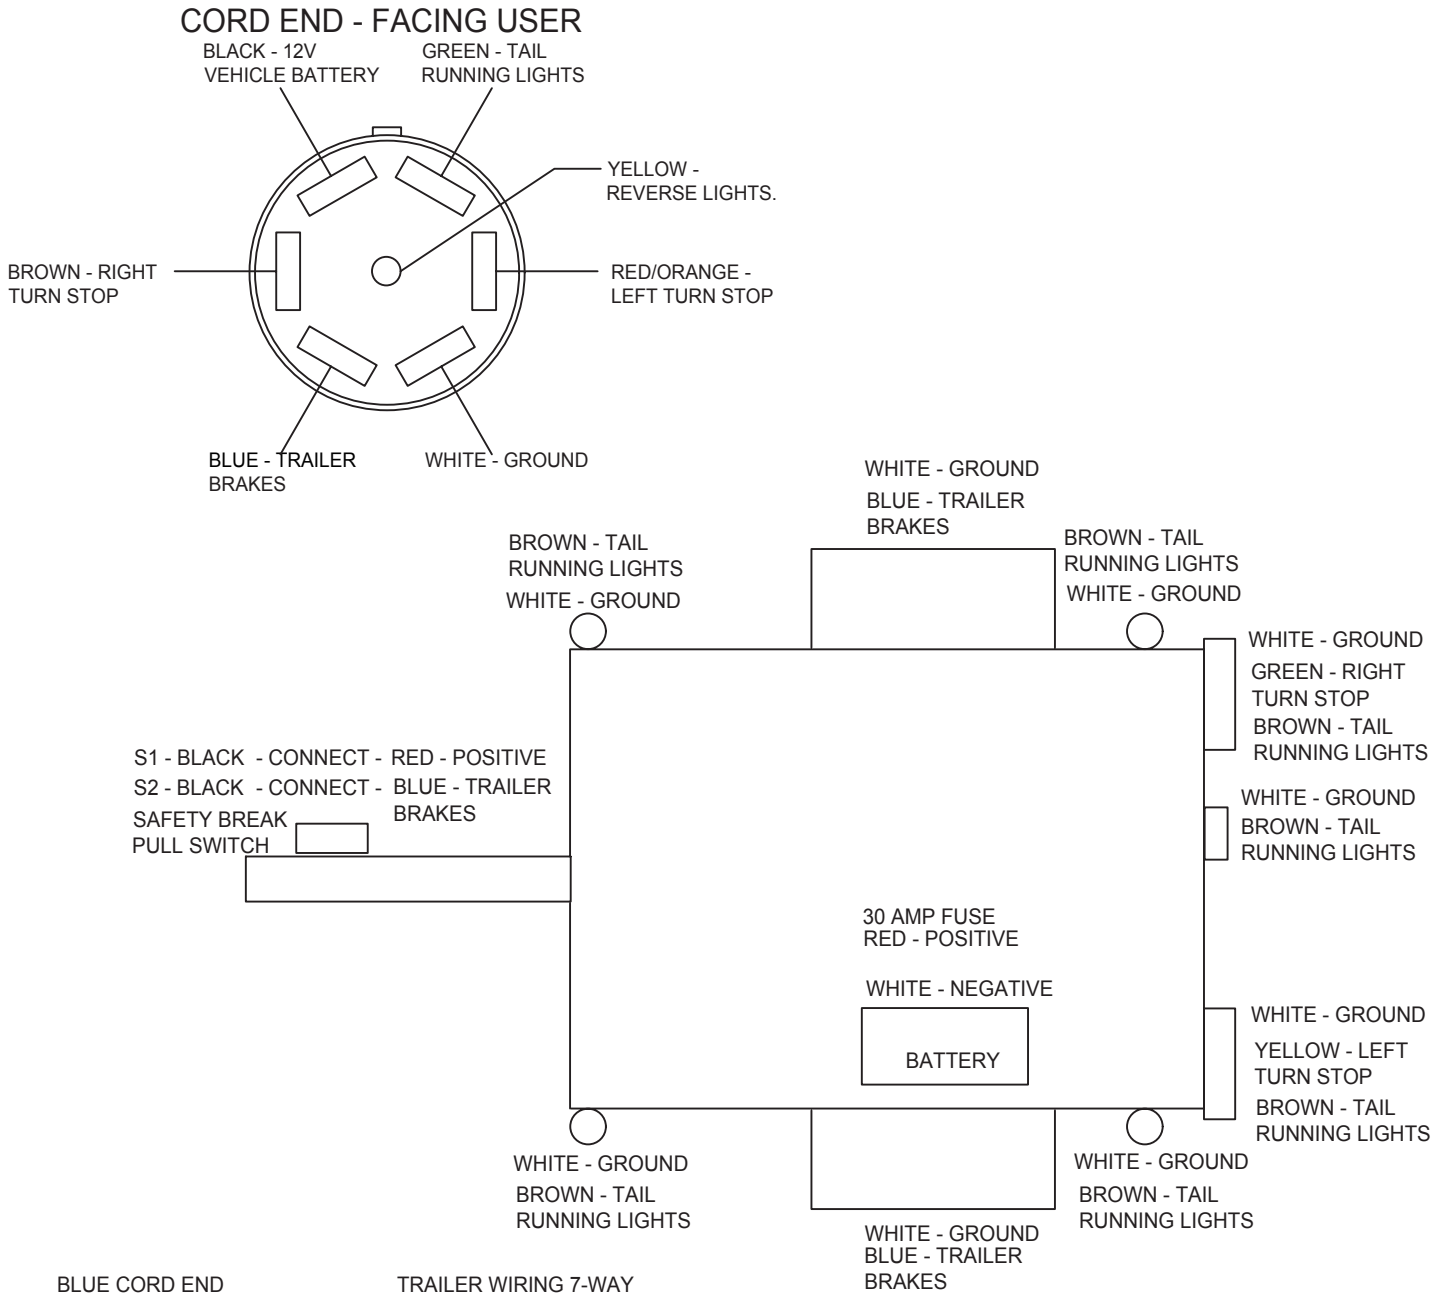 CORD END - FACING USER
BLACK - 12V
VEHICLE BATTERY
GREEN - TAIL
RUNNING LIGHTS
YELLOW -
REVERSE LIGHTS.
BROWN - RIGHT
TURN STOP
RED/ORANGE -
LEFT TURN STOP
BLUE - TRAILER
BRAKES
WHITE - GROUND
WHITE - GROUND
BLUE - TRAILER
BRAKES
BROWN - TAIL
RUNNING LIGHTS
WHITE - GROUND
BROWN - TAIL
RUNNING LIGHTS
WHITE - GROUND
WHITE - GROUND
GREEN - RIGHT
TURN STOP
BROWN - TAIL
RUNNING LIGHTS
S1 - BLACK - CONNECT - RED - POSITIVE
S2 - BLACK - CONNECT - BLUE - TRAILER
BRAKES
SAFETY BREAK
PULL SWITCH
WHITE - GROUND
BROWN - TAIL
RUNNING LIGHTS
30 AMP FUSE
RED - POSITIVE
WHITE - NEGATIVE
BATTERY
WHITE - GROUND
YELLOW - LEFT
TURN STOP
BROWN - TAIL
RUNNING LIGHTS
WHITE - GROUND
BROWN - TAIL
RUNNING LIGHTS
WHITE - GROUND
BROWN - TAIL
RUNNING LIGHTS
WHITE - GROUND
BLUE - TRAILER
BRAKES
BLUE CORD END
TRAILER WIRING 7-WAY